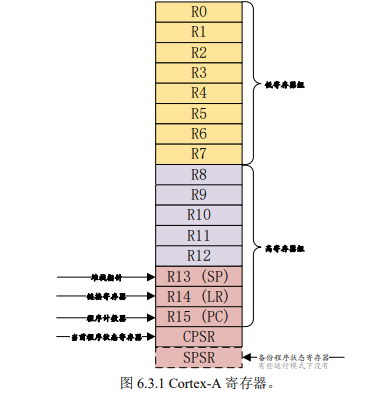 R0
R1
R2
R3
R4
R5
R6
R7
低寄存器组
R8
R9
R10
R11
R12
高寄存器组
堆栈指针
R13 (SP)
链接寄存器
R14 (LR)
程序计数器
R15 (PC)
当前程序状态寄存器
CPSR
SPSR
备份程序状态寄存器
有些运行模式下没有
图 6.3.1 Cortex-A 寄存器。